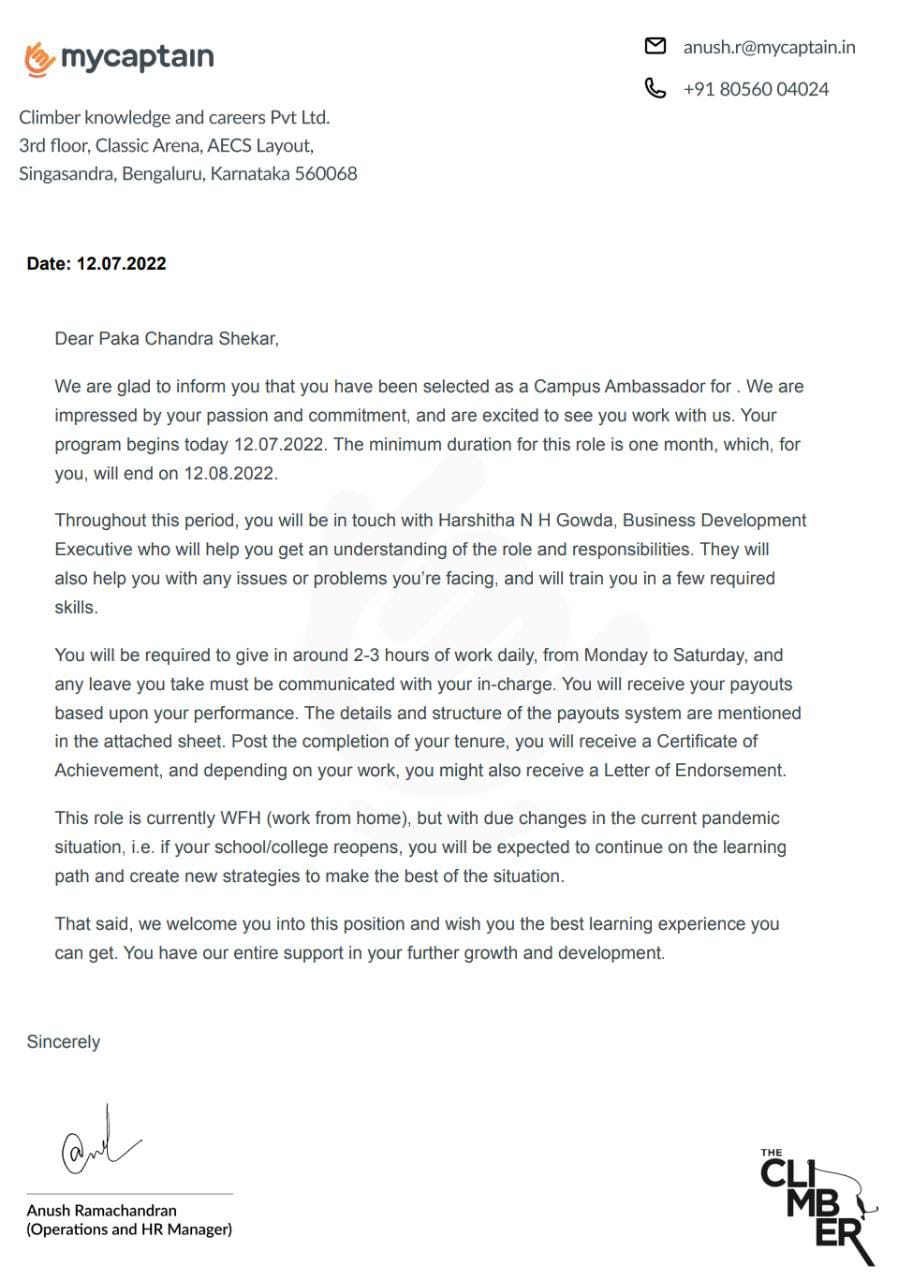 mycaptain
anush.r@mycaptain.in
+91 80560 04024
Climber knowledge and careers Pvt Ltd.
3rd floor, Classic Arena, AECS Layout,
Singasandra, Bengaluru, Karnataka 560068
Date: 12.07.2022
Dear Paka Chandra Shekar,
We are glad to inform you that you have been selected as a Campus Ambassador for . We are
impressed by your passion and commitment, and are excited to see you work with us. Your
program begins today 12.07.2022. The minimum duration for this role is one month, which, for
you, will end on 12.08.2022.
Throughout this period, you will be in touch with Harshitha N H Gowda, Business Development
Executive who will help you get an understanding of the role and responsibilities. They will
also help you with any issues or problems you’re facing, and will train you in a few required
skills.
You will be required to give in around 2-3 hours of work daily, from Monday to Saturday, and
any leave you take must be communicated with your in-charge. You will receive your payouts
based upon your performance. The details and structure of the payouts system are mentioned
in the attached sheet. Post the completion of your tenure, you will receive a Certificate of
Achievement, and depending on your work, you might also receive a Letter of Endorsement.
This role is currently WFH (work from home), but with due changes in the current pandemic
situation, i.e. if your school/college reopens, you will be expected to continue on the learning
path and create new strategies to make the best of the situation.
That said, we welcome you into this position and wish you the best learning experience you
can get. You have our entire support in your further growth and development.
Sincerely
Anush Ramachandran
(Operations and HR Manager)
THE
CLI
MB
ER